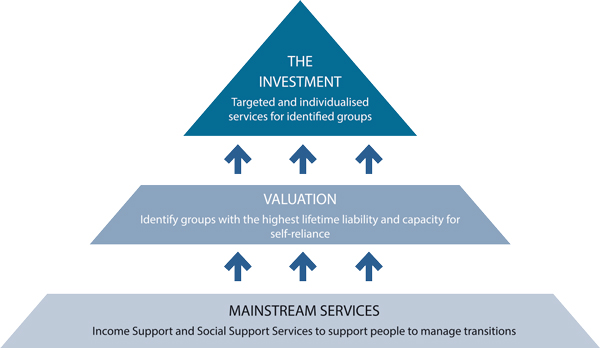 THE
INVESTMENT
Targeted and individualised
services for identified groups
VALUATION
Identify groups with the highest lifetime liability and capacity for
self-reliance
MAINSTREAM SERVICES
Income Support and Social Support Services to support people to manage transitions